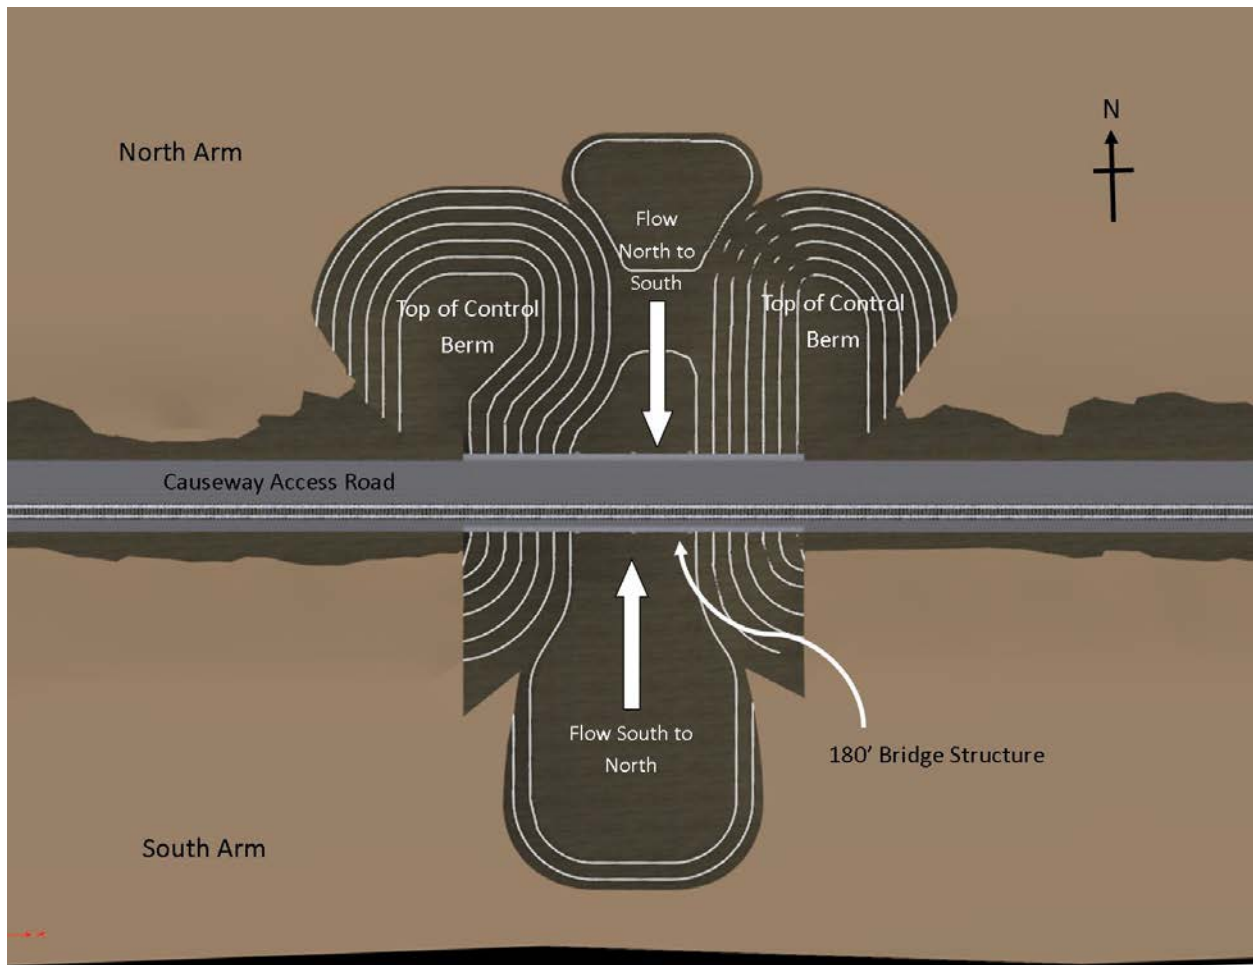 N
North Arm
Flow
North to
South
Top of Control
Berm
Top of Control
Berm
Causeway Access Road
Flow South to
North
180' Bridge Structure
South Arm